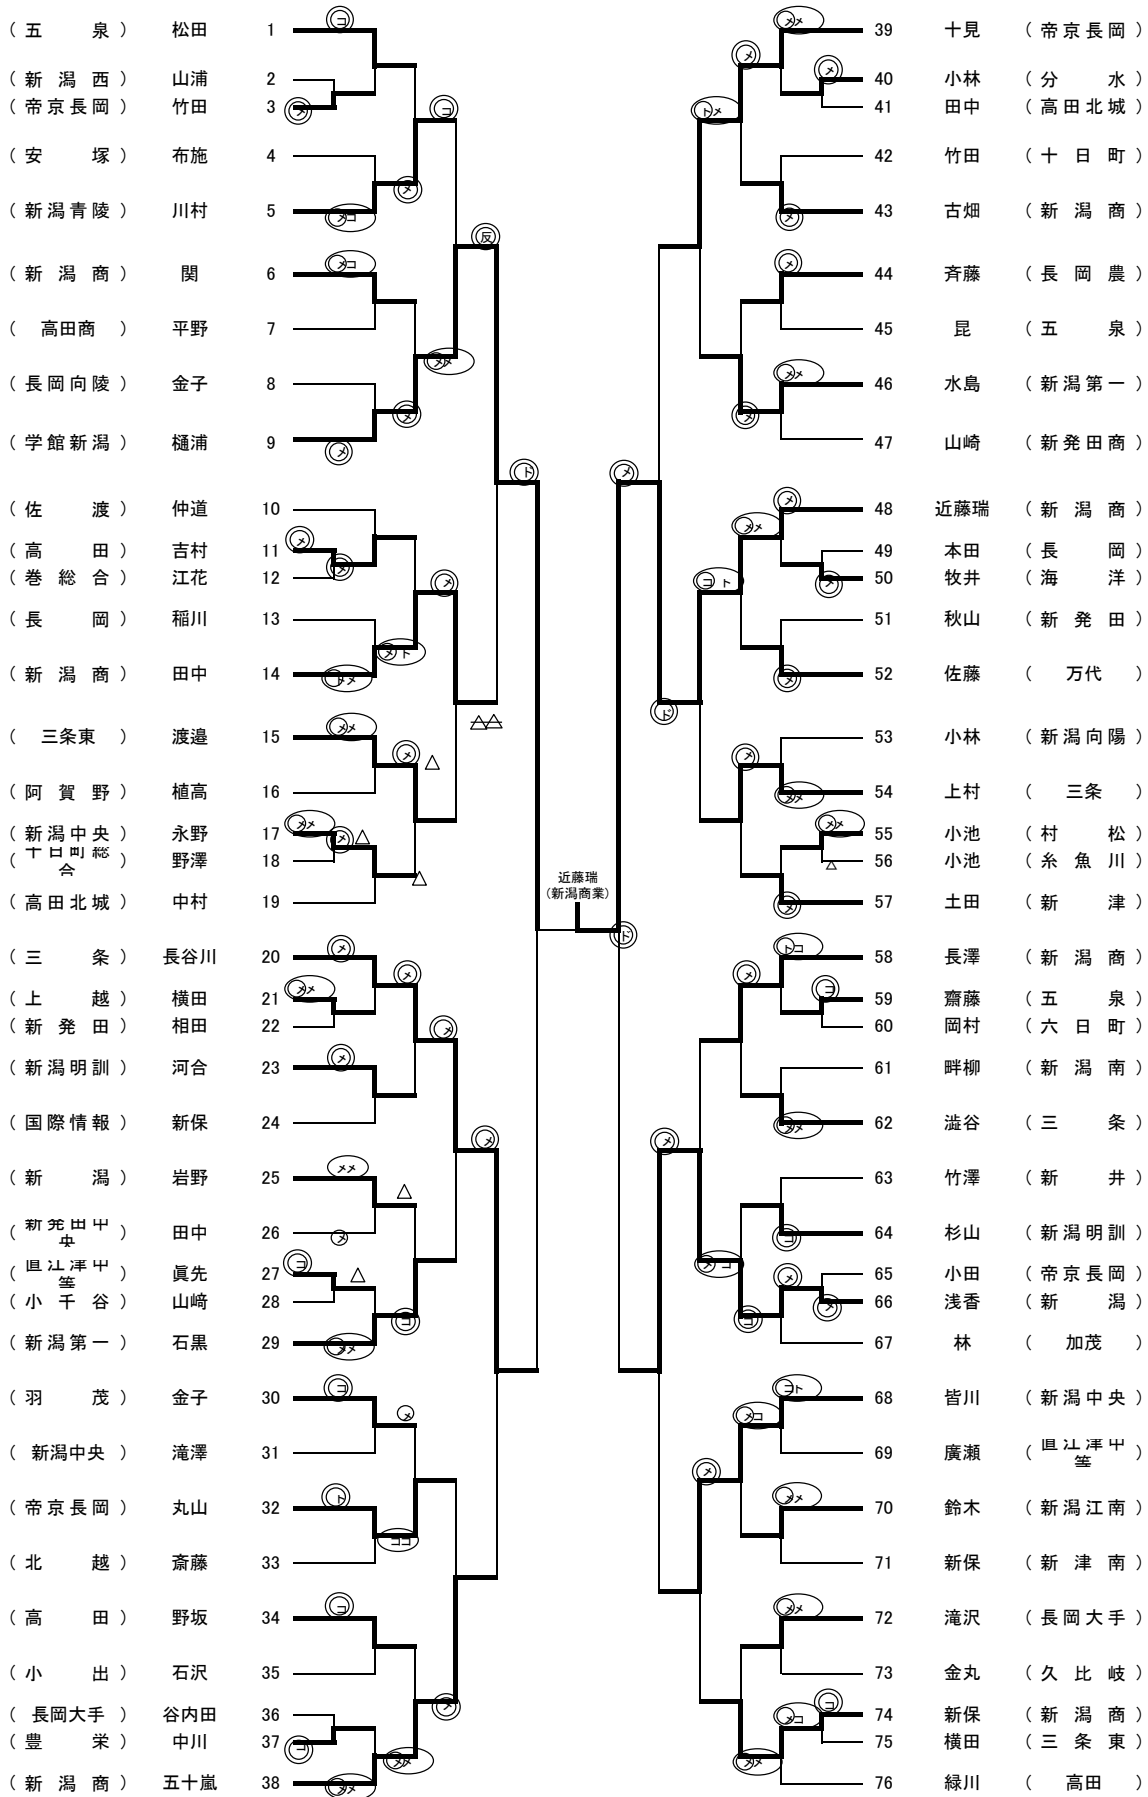 （五　泉）　松田　1
（新潟西）　山浦　2
（帝京長岡）　竹田　3
（安　塚）　布施　4
（新潟青陵）　川村　5
（新潟商）　関　6
（高田商）　平野　7
（長岡向陵）　金子　8
（学館新潟）　樋浦　9
（佐　渡）　仲道　10
（高　田）　吉村　11
（巻総合）　江花　12
（長　岡）　稲川　13
（新潟商）　田中　14
（三条東）　渡邉　15
（阿賀野）　植高　16
（新潟中央）　永野　17
（十日町総合）　野澤　18
（高田北城）　中村　19
（三　条）　長谷川　20
（上　越）　横田　21
（新発田）　相田　22
（新潟明訓）　河合　23
（国際情報）　新保　24
（新　潟）　岩野　25
（新発田中央）　田中　26
（直江津中等）　眞先　27
（小千谷）　山﨑　28
（新潟第一）　石黒　29
（羽　茂）　金子　30
（新潟中央）　滝澤　31
（帝京長岡）　丸山　32
（北　越）　斎藤　33
（高　田）　野坂　34
（小　出）　石沢　35
（長岡大手）　谷内田　36
（豊　栄）　中川　37
（新潟商）　五十嵐　38
近藤瑞
（新潟商業）
39　十見　（帝京長岡）
40　小林　（分　水）
41　田中　（高田北城）
42　竹田　（十日町）
43　古畑　（新潟商）
44　斉藤　（長岡農）
45　昆　（五　泉）
46　水島　（新潟第一）
47　山崎　（新発田商）
48　近藤瑞　（新潟商）
49　本田　（長　岡）
50　牧井　（海　洋）
51　秋山　（新発田）
52　佐藤　（万代）
53　小林　（新潟向陽）
54　上村　（三条）
55　小池　（村　松）
56　小池　（糸魚川）
57　土田　（新　津）
58　長澤　（新潟商）
59　齋藤　（五　泉）
60　岡村　（六日町）
61　畔柳　（新潟南）
62　澁谷　（三　条）
63　竹澤　（新　井）
64　杉山　（新潟明訓）
65　小田　（帝京長岡）
66　浅香　（新　潟）
67　林　（加茂）
68　皆川　（新潟中央）
69　廣瀬　（直江津中等）
70　鈴木　（新潟江南）
71　新保　（新津南）
72　滝沢　（長岡大手）
73　金丸　（久比岐）
74　新保　（新潟商）
75　横田　（三条東）
76　緑川　（高田）